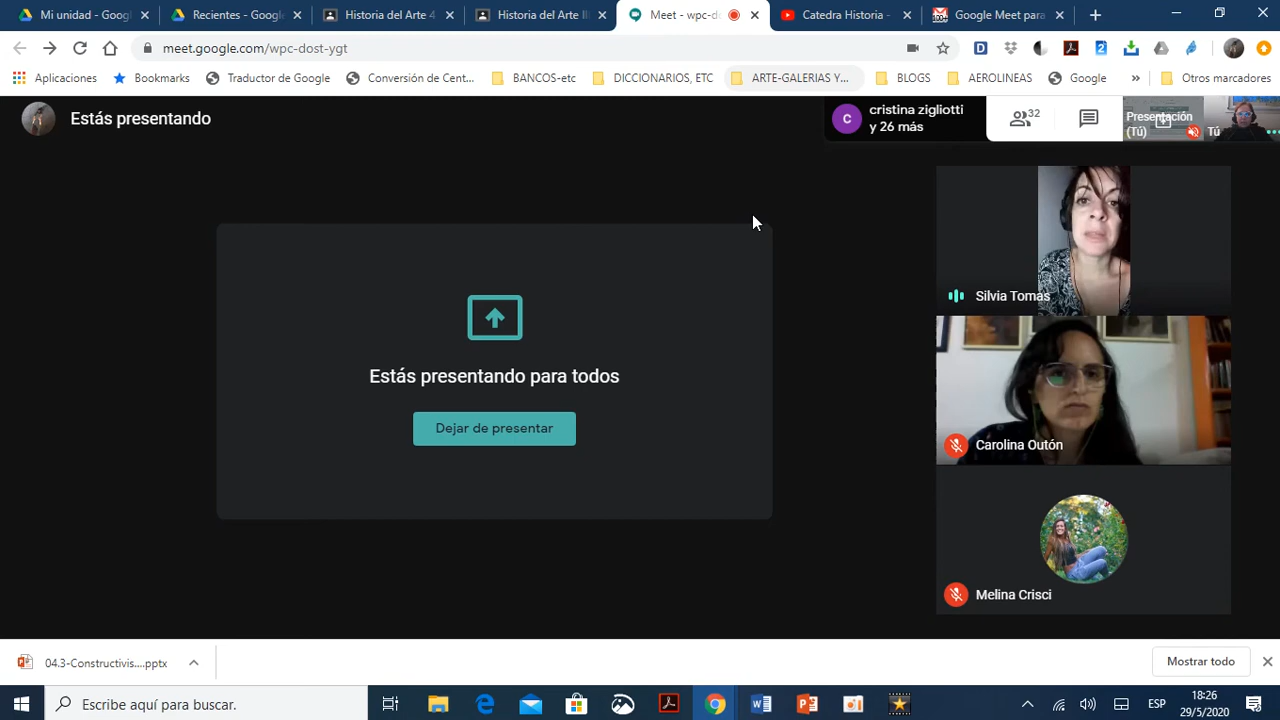 Mi unidad - Goog
Recientes - Google
Historia del Arte 4
Historia del Arte II
Meet - wpc-do
Catedra Historia -
Google Meet para
meet.google.com/wpc-dost-ygt
Aplicaciones
Bookmarks
Traductor de Google
Conversión de Cent...
BANCOS-etc
DICCIONARIOS, ETC
ARTE-GALERIAS Y...
BLOGS
AEROLINEAS
Google
»
Otros marcadores
Estás presentando
C
cristina zigliotti
y 26 más
32
Presentación
(Tú)
Tú
Estás presentando para todos
Dejar de presentar
Silvia Tomas
Carolina Outón
Melina Crisci
04.3-Constructivis....pptx
Mostrar todo
Escribe aquí para buscar.
ESP
18:26
29/5/2020